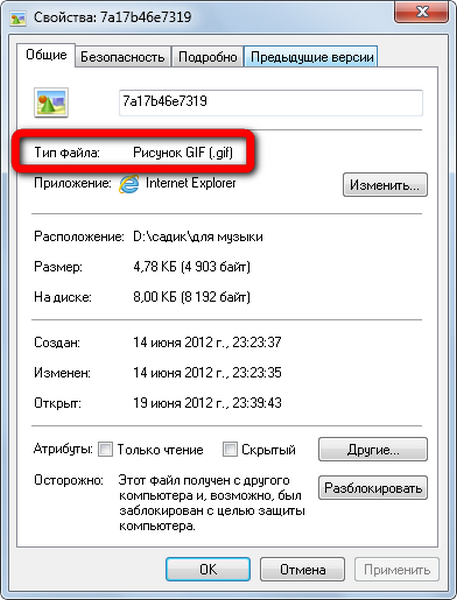 Свойства: 7a17b46e7319
Общие Безопасность Подробно Предыдущие версии
7a17b46e7319
Тип файла: Рисунок GIF (.gif)
Приложение: Internet Explorer Изменить...
Расположение: D:\садик\для музыки
Размер: 4,78 КБ (4 903 байт)
На диске: 8,00 КБ (8 192 байт)
Создан: 14 июня 2012 г., 23:23:37
Изменен: 14 июня 2012 г., 23:23:35
Открыт: 19 июня 2012 г., 23:39:43
Атрибуты: Только чтение Скрытый Другие...
Осторожно: Этот файл получен с другого
компьютера и, возможно, был
заблокирован с целью защиты
компьютера.
Разблокировать
OK Отмена Применить